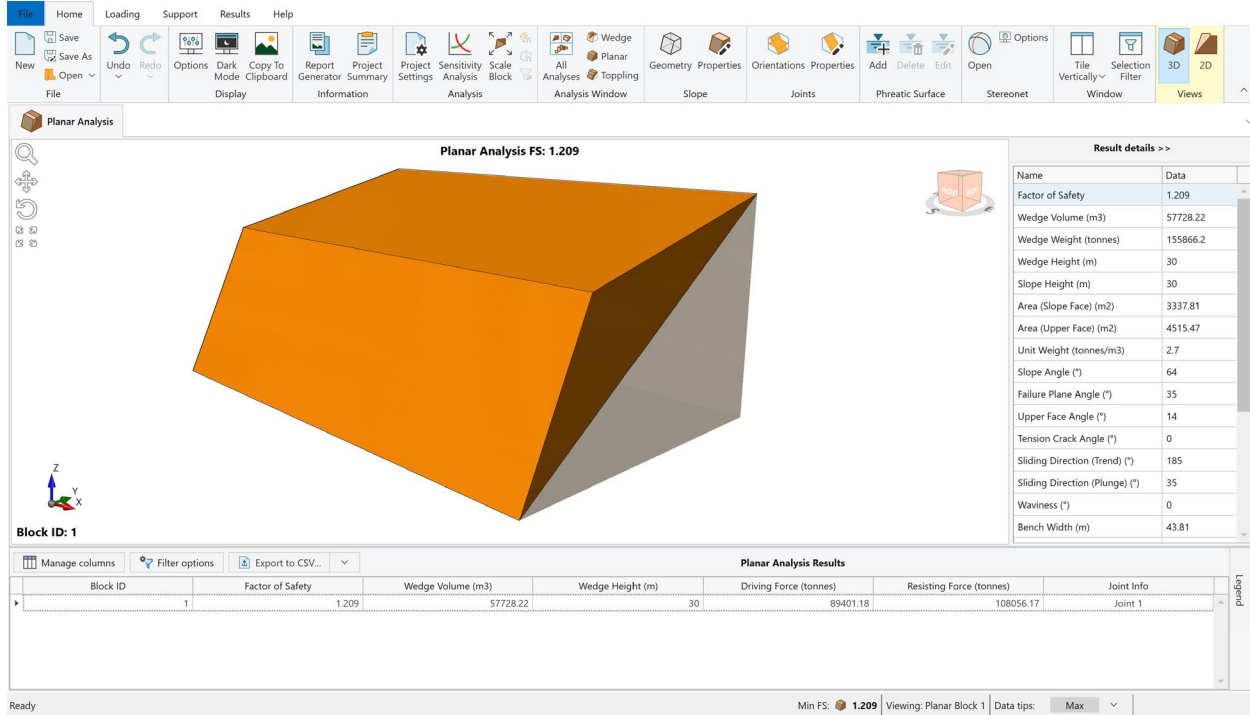 File Home Loading Support Results Help
New Save Save As Open File
Undo Redo
Options Dark Mode Copy To Clipboard Display
Report Generator Project Summary Information
Project Settings Sensitivity Analysis Scale Block Analysis
All Analyses Wedge Planar Toppling Analysis Window
Geometry Properties Slope
Orientations Properties Joints
Add Delete Edit Phreatic Surface
Open Options Stereonet
Tile Vertically Selection Filter Window
3D 2D Views
Planar Analysis
Planar Analysis FS: 1.209
FRONT
S
E
Z
Y
X
Block ID: 1
Result details >>
Name Data
Factor of Safety 1.209
Wedge Volume (m3) 57728.22
Wedge Weight (tonnes) 155866.2
Wedge Height (m) 30
Slope Height (m) 30
Area (Slope Face) (m2) 3337.81
Area (Upper Face) (m2) 4515.47
Unit Weight (tonnes/m3) 2.7
Slope Angle (°) 64
Failure Plane Angle (°) 35
Upper Face Angle (°) 14
Tension Crack Angle (°) 0
Sliding Direction (Trend) (°) 185
Sliding Direction (Plunge) (°) 35
Waviness (°) 0
Bench Width (m) 43.81
Manage columns Filter options Export to CSV... Planar Analysis Results
Block ID Factor of Safety Wedge Volume (m3) Wedge Height (m) Driving Force (tonnes) Resisting Force (tonnes) Joint Info
1 1.209 57728.22 30 89401.18 108056.17 Joint 1
Legend
Ready Min FS: 1.209 Viewing: Planar Block 1 Data tips: Max